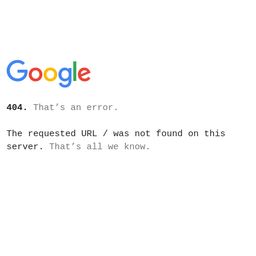 Google
404. That’s an error.
The requested URL / was not found on this
server. That’s all we know.